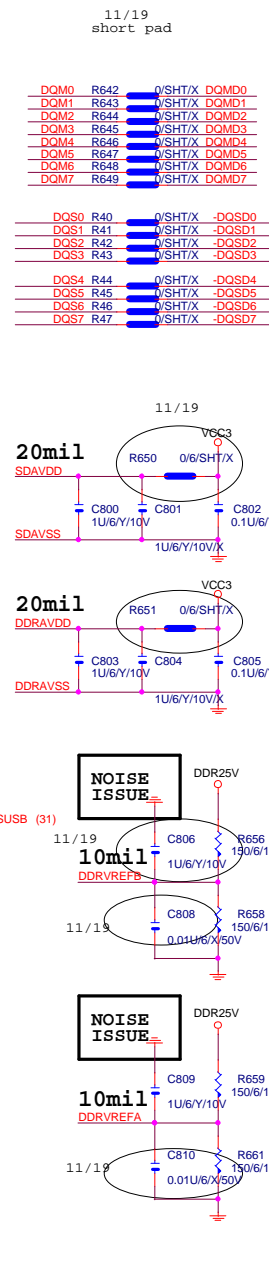 11/19
short pad
DQM0 R642 0/SHT/X DQMD0
DQM1 R643 0/SHT/X DQMD1
DQM2 R644 0/SHT/X DQMD2
DQM3 R645 0/SHT/X DQMD3
DQM4 R646 0/SHT/X DQMD4
DQM5 R647 0/SHT/X DQMD5
DQM6 R648 0/SHT/X DQMD6
DQM7 R649 0/SHT/X DQMD7
DQS0 R40 0/SHT/X -DQSD0
DQS1 R41 0/SHT/X -DQSD1
DQS2 R42 0/SHT/X -DQSD2
DQS3 R43 0/SHT/X -DQSD3
DQS4 R44 0/SHT/X -DQSD4
DQS5 R45 0/SHT/X -DQSD5
DQS6 R46 0/SHT/X -DQSD6
DQS7 R47 0/SHT/X -DQSD7
11/19
VCC3
20mil R650 0/6/SHT/X
SDAVDD
C800 C801 C802
1U/6/Y/10V 0.1U/6/
SDAVSS
1U/6/Y/10V/X
VCC3
20mil R651 0/6/SHT/X
DDRAVDD
C803 C804 C805
1U/6/Y/10V 0.1U/6/
DDRAVSS
1U/6/Y/10V/X
NOISE
ISSUE
DDR25V
SUSB (31)
11/19 C806 R656
10mil 1U/6/Y/10V 150/6/1
DDRVREFB
C808 R658
11/19 0.01U/6/X/50V 150/6/1
NOISE
ISSUE
DDR25V
C809 R659
10mil 1U/6/Y/10V 150/6/1
DDRVREFA
C810 R661
11/19 0.01U/6/X/50V 150/6/1